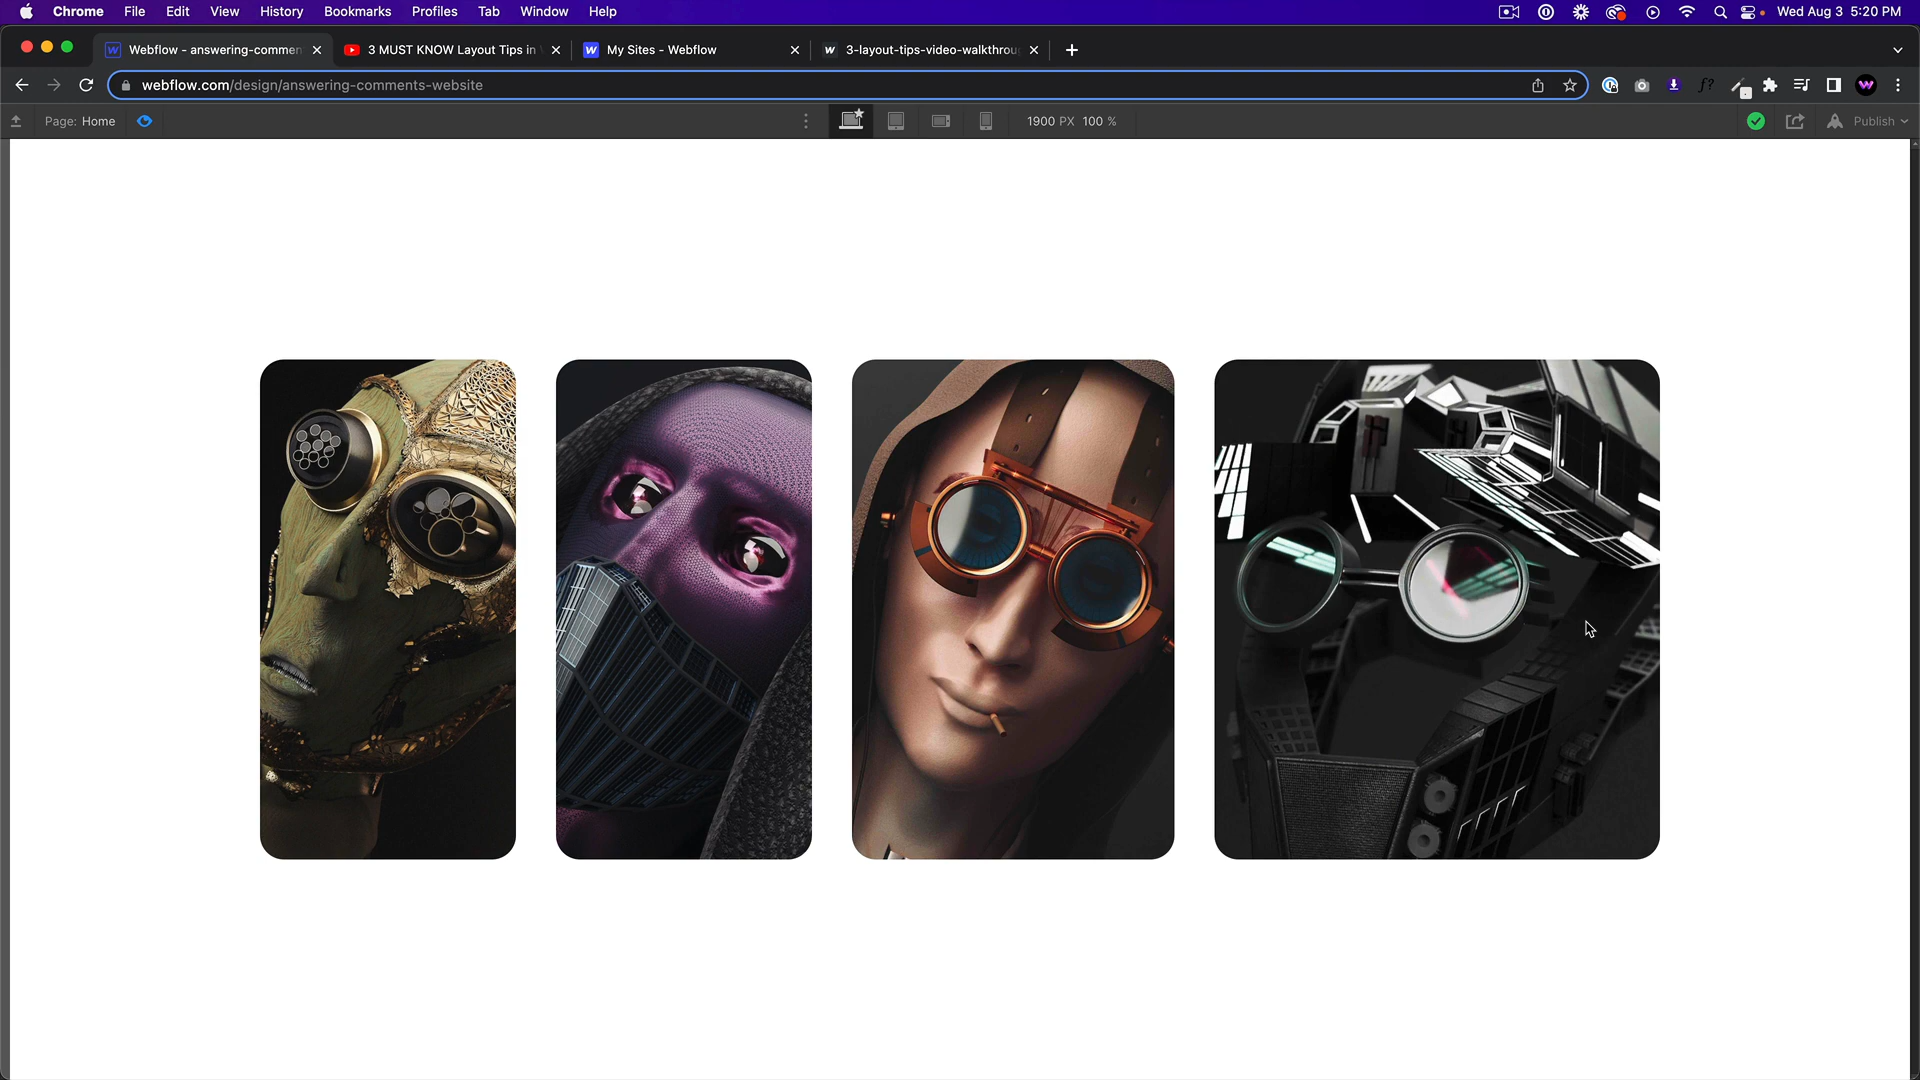 Chrome File Edit View History Bookmarks Profiles Tab Window Help Wed Aug 3 5:20 PM
Webflow - answering-commen 3 MUST KNOW Layout Tips in My Sites - Webflow 3-layout-tips-video-walkthrou
webflow.com/design/answering-comments-website f?
Page: Home 1900 PX 100 % Publish